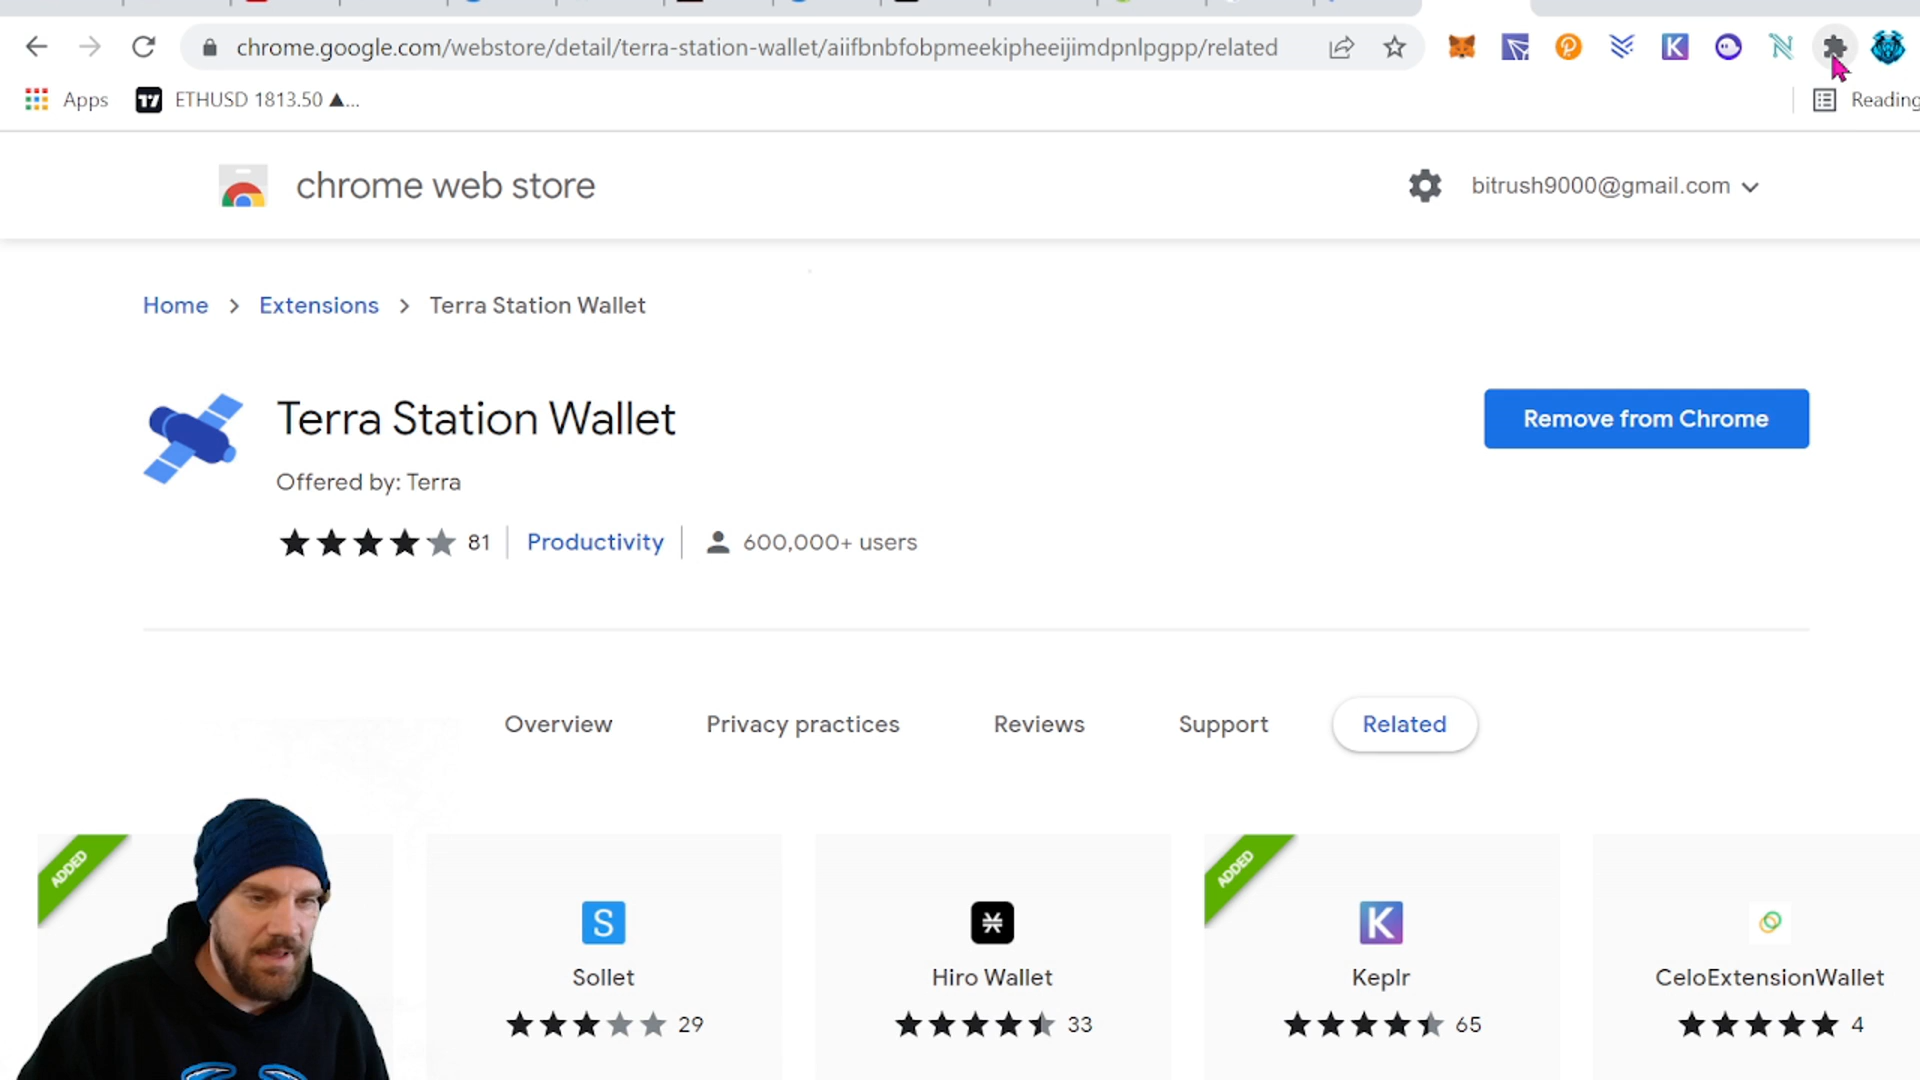 chrome.google.com/webstore/detail/terra-station-wallet/aiifbnbfobpmeekipheeijimdpnlpgpp/related
Apps
ETHUSD 1813.50 ▲...
Reading
chrome web store
bitrush9000@gmail.com
Home > Extensions > Terra Station Wallet
Terra Station Wallet
Remove from Chrome
Offered by: Terra
81
Productivity
600,000+ users
Overview
Privacy practices
Reviews
Support
Related
ADDED
ADDED
S
K
Sollet
Hiro Wallet
Keplr
CeloExtensionWallet
29
33
65
4